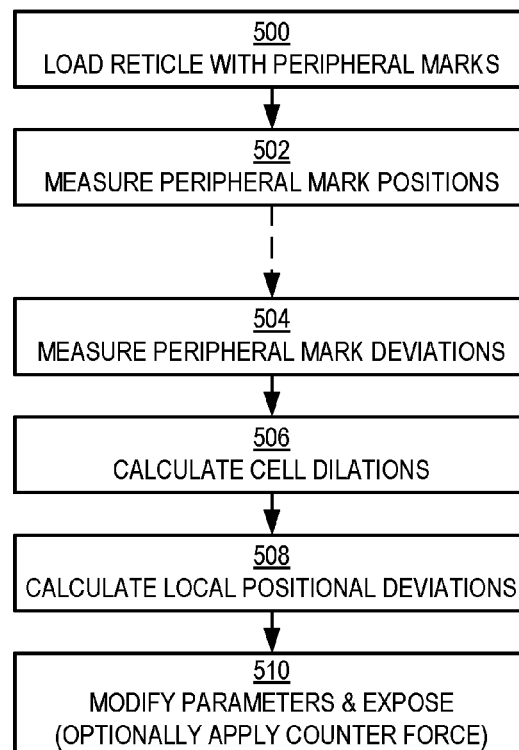 500
LOAD RETICLE WITH PERIPHERAL MARKS
502
MEASURE PERIPHERAL MARK POSITIONS
504
MEASURE PERIPHERAL MARK DEVIATIONS
506
CALCULATE CELL DILATIONS
508
CALCULATE LOCAL POSITIONAL DEVIATIONS
510
MODIFY PARAMETERS & EXPOSE
(OPTIONALLY APPLY COUNTER FORCE)